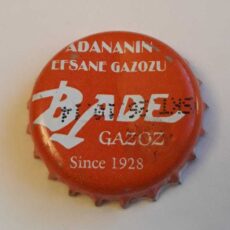 ADANANIN
EFSANE GAZOZU
BADE
GAZOZ
Since 1928